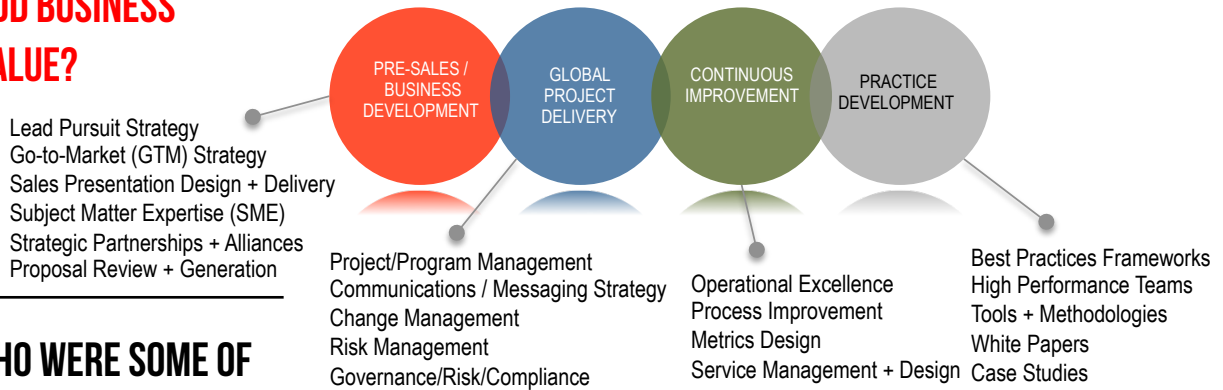 BUSINESS
PRE-SALES /
BUSINESS
DEVELOPMENT
GLOBAL
PROJECT
DELIVERY
CONTINUOUS
IMPROVEMENT
PRACTICE
DEVELOPMENT
Lead Pursuit Strategy
Go-to-Market (GTM) Strategy
Sales Presentation Design + Delivery
Subject Matter Expertise (SME)
Strategic Partnerships + Alliances
Proposal Review + Generation
Project/Program Management
Communications / Messaging Strategy
Change Management
Risk Management
Governance/Risk/Compliance
Operational Excellence
Process Improvement
Metrics Design
Service Management + Design
Best Practices Frameworks
High Performance Teams
Tools + Methodologies
White Papers
Case Studies
WERE SOME OF